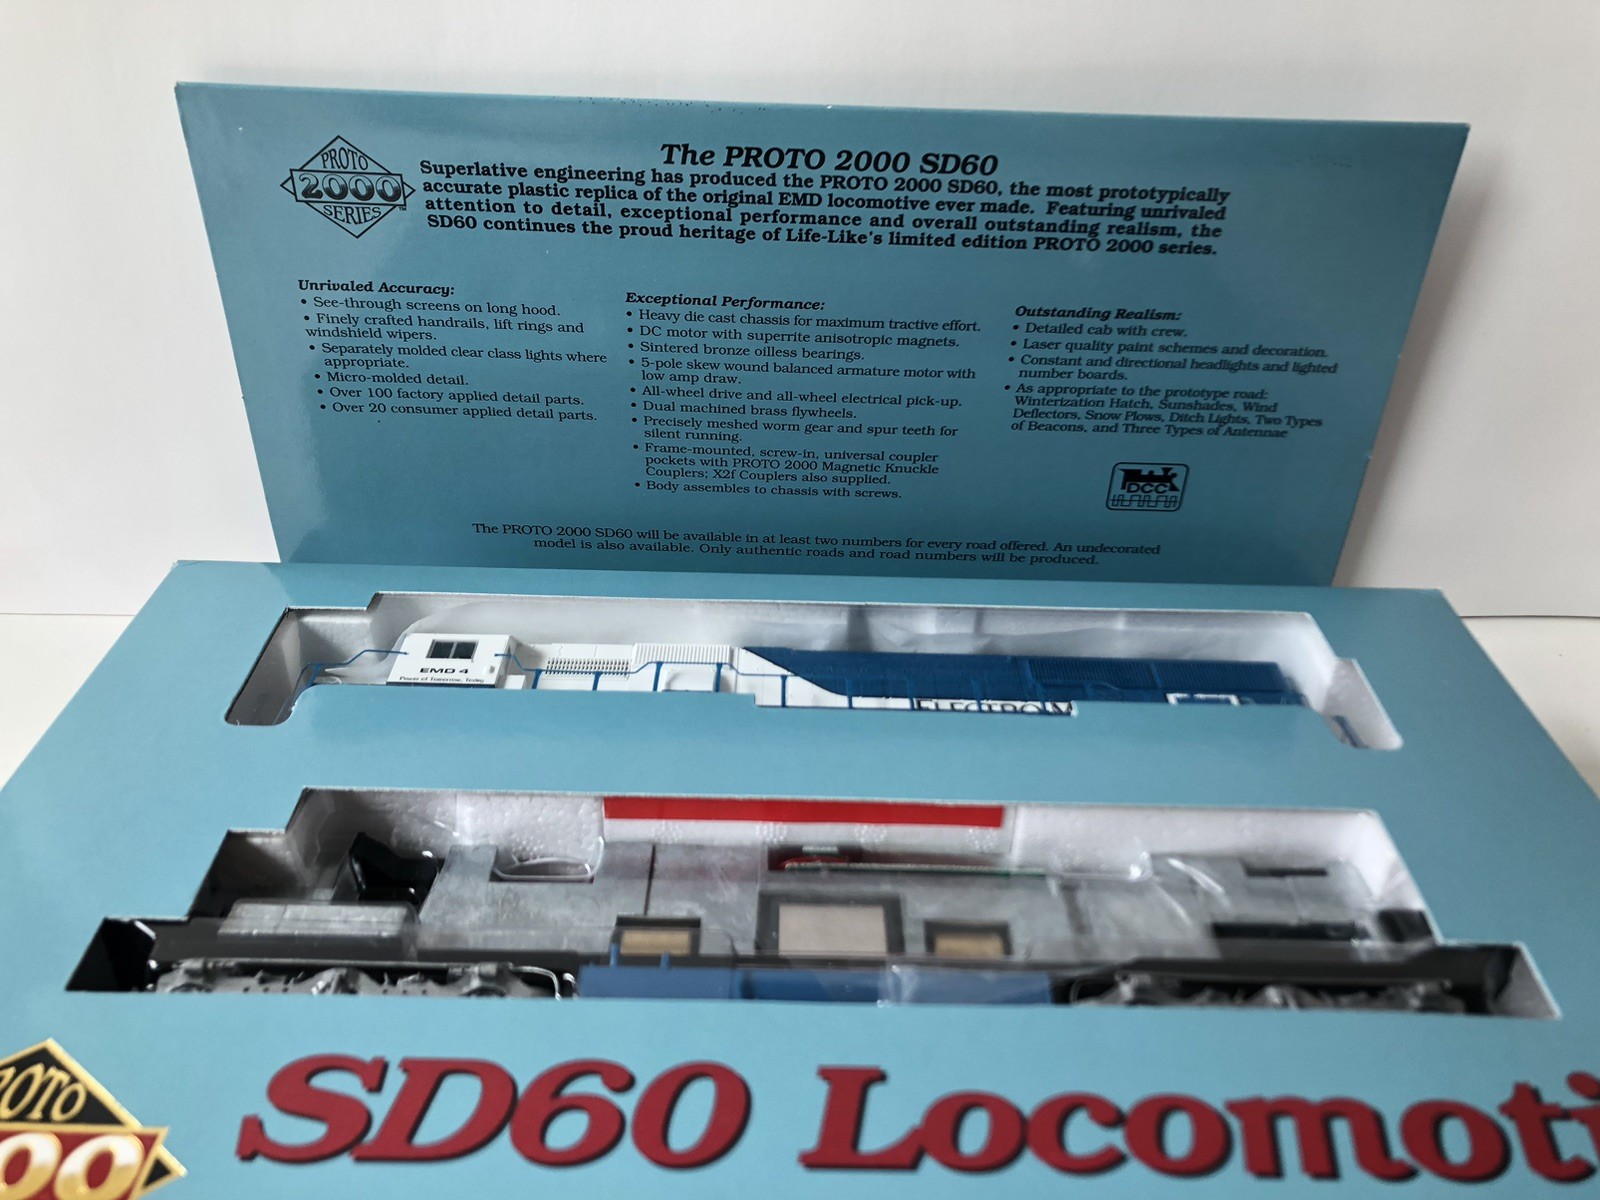 PROTO
2000
SERIES™
The PROTO 2000 SD60
Superlative engineering has produced the PROTO 2000 SD60, the most prototypically
accurate plastic replica of the original EMD locomotive ever made. Featuring unrivaled
attention to detail, exceptional performance and overall outstanding realism, the
SD60 continues the proud heritage of Life-Like's limited edition PROTO 2000 series.
Unrivaled Accuracy:
• See-through screens on long hood.
• Finely crafted handrails, lift rings and
windshield wipers.
• Separately molded clear class lights where
appropriate.
• Micro-molded detail.
• Over 100 factory applied detail parts.
• Over 20 consumer applied detail parts.
Exceptional Performance:
• Heavy die cast chassis for maximum tractive effort.
• DC motor with superrite anisotropic magnets.
• Sintered bronze oilless bearings.
• 5-pole skew wound balanced armature motor with
low amp draw.
• All-wheel drive and all-wheel electrical pick-up.
• Dual machined brass flywheels.
• Precisely meshed worm gear and spur teeth for
silent running.
• Frame-mounted, screw-in, universal coupler
pockets with PROTO 2000 Magnetic Knuckle
Couplers; X2f Couplers also supplied.
• Body assembles to chassis with screws.
Outstanding Realism:
• Detailed cab with crew.
• Laser quality paint schemes and decoration.
• Constant and directional headlights and lighted
number boards.
• As appropriate to the prototype road:
Winterization Hatch, Sunshades, Wind
Deflectors, Snow Plows, Ditch Lights, Two Types
of Beacons, and Three Types of Antennae
DCC
The PROTO 2000 SD60 will be available in at least two numbers for every road offered. An undecorated
model is also available. Only authentic roads and road numbers will be produced.
EMD 4
Power of Tomorrow, Today
ELECTRO M
OTO
00
SD60 Locomoti